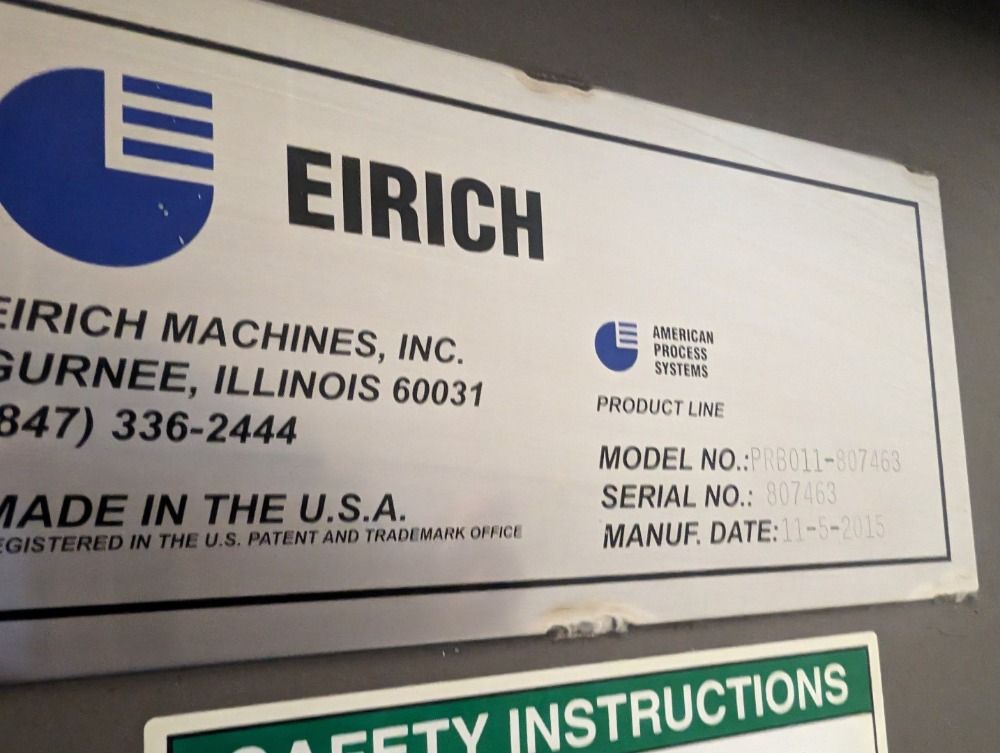 EIRICH
EIRICH MACHINES, INC.
GURNEE, ILLINOIS 60031
847) 336-2444
MADE IN THE U.S.A.
EGISTERED IN THE U.S. PATENT AND TRADEMARK OFFICE
AMERICAN
PROCESS
SYSTEMS
PRODUCT LINE
MODEL NO.:PRB011-807463
SERIAL NO.: 807463
MANUF. DATE:11-5-2015
SAFETY INSTRUCTIONS